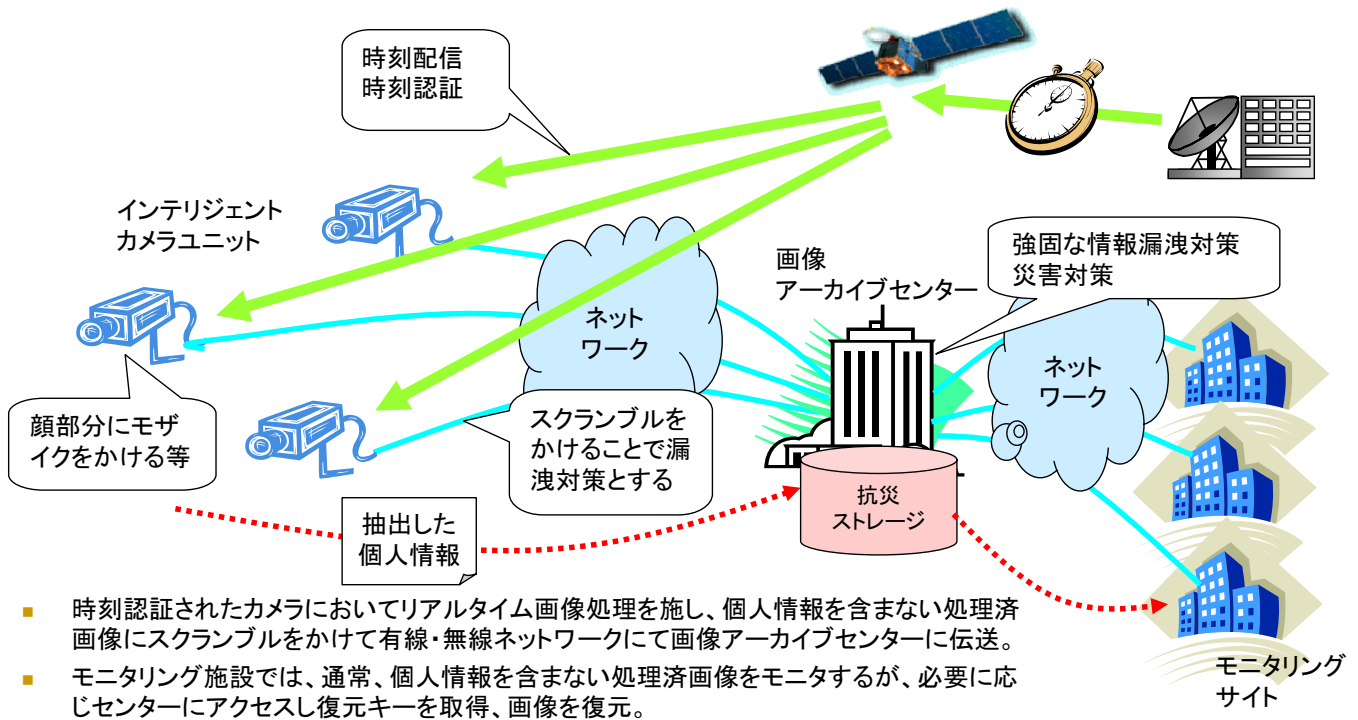 時刻配信
時刻認証
インテリジェント
カメラユニット
画像
アーカイブセンター
強固な情報漏洩対策
災害対策
ネット
ワーク
ネット
ワーク
顔部分にモザ
イクをかける等
スクランブルを
かけることで漏
洩対策とする
抽出した
個人情報
抗災
ストレージ
モニタリング
サイト
■ 時刻認証されたカメラにおいてリアルタイム画像処理を施し、個人情報を含まない処理済
画像にスクランブルをかけて有線・無線ネットワークにて画像アーカイブセンターに伝送。
■ モニタリング施設では、通常、個人情報を含まない処理済画像をモニタするが、必要に応
じセンターにアクセスし復元キーを取得、画像を復元。